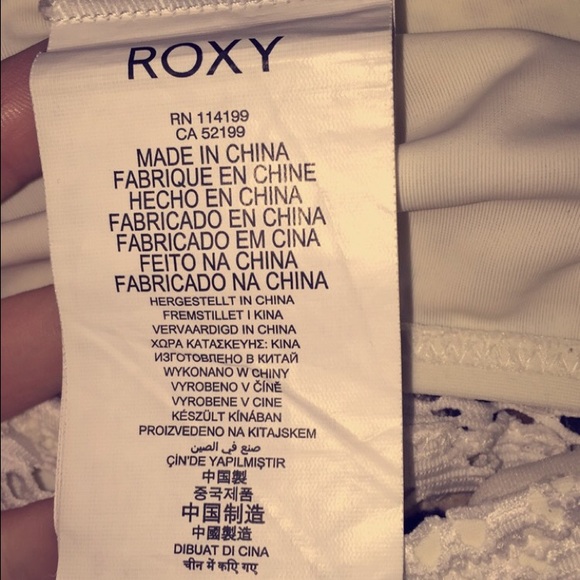 ROXY
RN 114199
CA 52199
MADE IN CHINA
FABRIQUE EN CHINE
HECHO EN CHINA
FABRICADO EN CHINA
FABRICADO EM CINA
FEITO NA CHINA
FABRICADO NA CHINA
HERGESTELLT IN CHINA
FREMSTILLET I KINA
VERVAARDIGD IN CHINA
ΧΩΡΑ ΚΑΤΑΣΚΕΥΗΣ: ΚΙΝΑ
ИЗГОТОВЛЕНО В КИТАЙ
WYKONANO W CHINY
VYROBENO V ČÍNĚ
VYROBENE V CINE
KÉSZÜLT KÍNÁBAN
PROIZVEDENO NA KITAJSKEM
صنع في الصين
ÇİN'DE YAPILMIŞTIR
中国製
중국제품
中国制造
中國製造
DIBUAT DI CINA
चीन में कएि गए